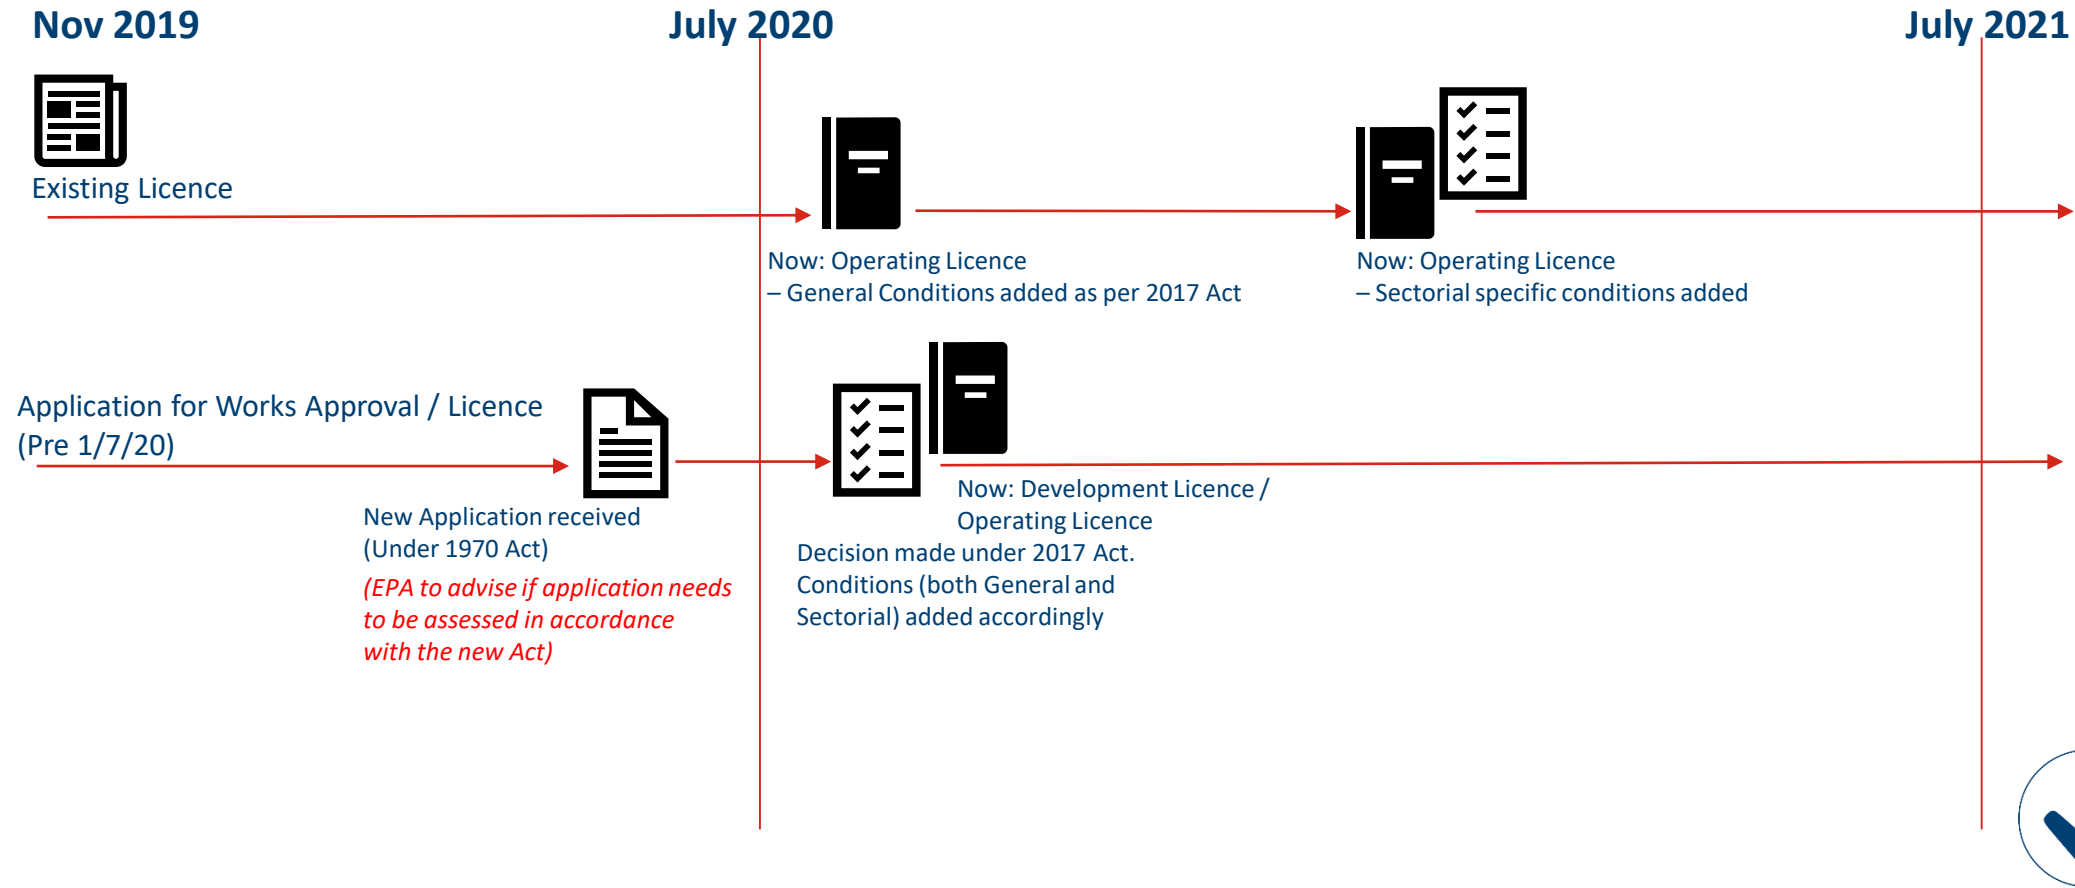 Nov 2019
July 2020
July 2021
Existing Licence
Now: Operating Licence
– General Conditions added as per 2017 Act
Now: Operating Licence
– Sectorial specific conditions added
Application for Works Approval / Licence
(Pre 1/7/20)
New Application received
(Under 1970 Act)
(EPA to advise if application needs
to be assessed in accordance
with the new Act)
Now: Development Licence /
Operating Licence
Decision made under 2017 Act.
Conditions (both General and
Sectorial) added accordingly